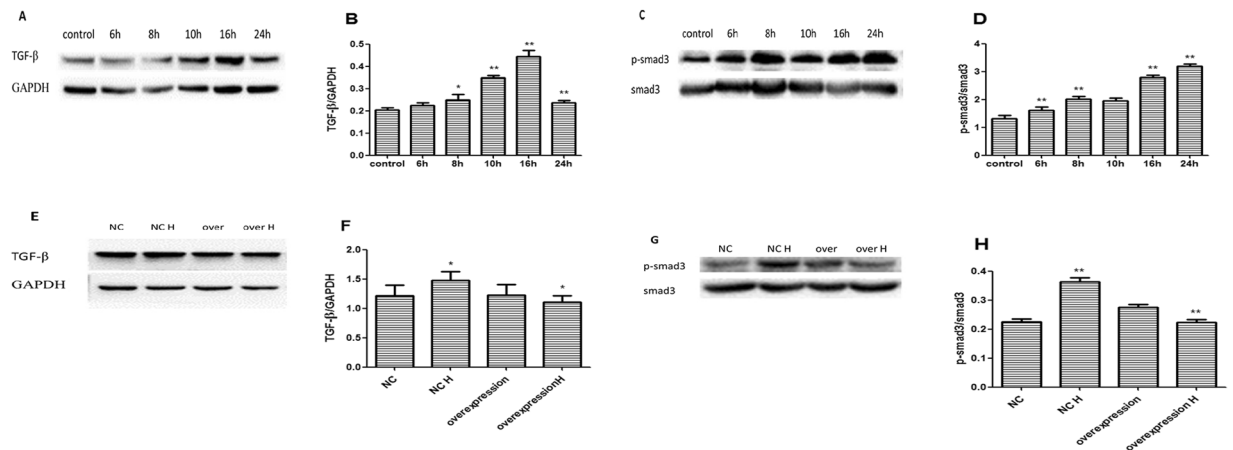 A
control 6h 8h 10h 16h 24h
TGF-β
GAPDH
B
TGF-β/GAPDH
0.5
0.4
0.3
0.2
0.1
0.0
* ** ** **
control 6h 8h 10h 16h 24h
C
control 6h 8h 10h 16h 24h
p-smad3
smad3
D
p-smad3/smad3
4
3
2
1
0
** ** ** **
control 6h 8h 10h 16h 24h
E
NC NC H over over H
TGF-β
GAPDH
F
TGF-β/GAPDH
2.0
1.5
1.0
0.5
0.0
* *
NC NC H overexpression overexpressionH
G
NC NC H over over H
p-smad3
smad3
H
p-smad3/smad3
0.4
0.3
0.2
0.1
0.0
** **
NC NC H overexpression overexpression H